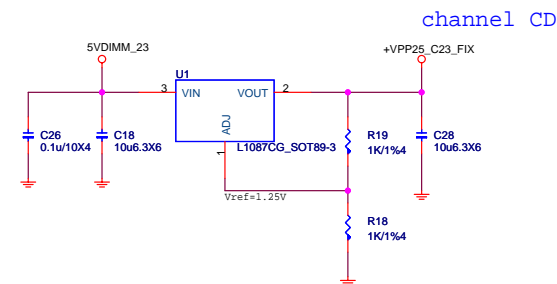 channel CD
5VDIMM_23
+VPP25_C23_FIX
U1
3
VIN
VOUT
2
ADJ
1
L1087CG_SOT89-3
C26
0.1u/10X4
C18
10u6.3X6
R19
1K/1%4
C28
10u6.3X6
Vref=1.25V
R18
1K/1%4